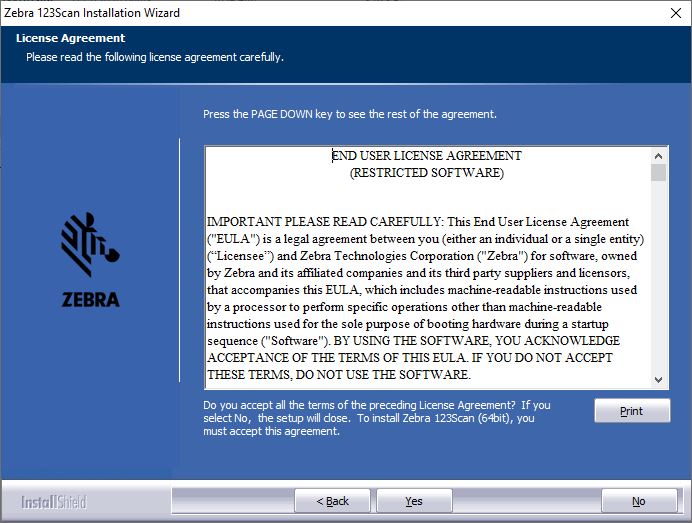 Zebra 123Scan Installation Wizard
License Agreement
Please read the following license agreement carefully.
Press the PAGE DOWN key to see the rest of the agreement.
END USER LICENSE AGREEMENT
(RESTRICTED SOFTWARE)
IMPORTANT PLEASE READ CAREFULLY: This End User License Agreement
("EULA") is a legal agreement between you (either an individual or a single entity)
(“Licensee”) and Zebra Technologies Corporation ("Zebra") for software, owned
by Zebra and its affiliated companies and its third party suppliers and licensors,
that accompanies this EULA, which includes machine-readable instructions used
by a processor to perform specific operations other than machine-readable
instructions used for the sole purpose of booting hardware during a startup
sequence ("Software"). BY USING THE SOFTWARE, YOU ACKNOWLEDGE
ACCEPTANCE OF THE TERMS OF THIS EULA. IF YOU DO NOT ACCEPT
THESE TERMS, DO NOT USE THE SOFTWARE.
ZEBRA
Do you accept all the terms of the preceding License Agreement? If you
select No, the setup will close. To install Zebra 123Scan (64bit), you
must accept this agreement.
Print
InstallShield
< Back
Yes
No